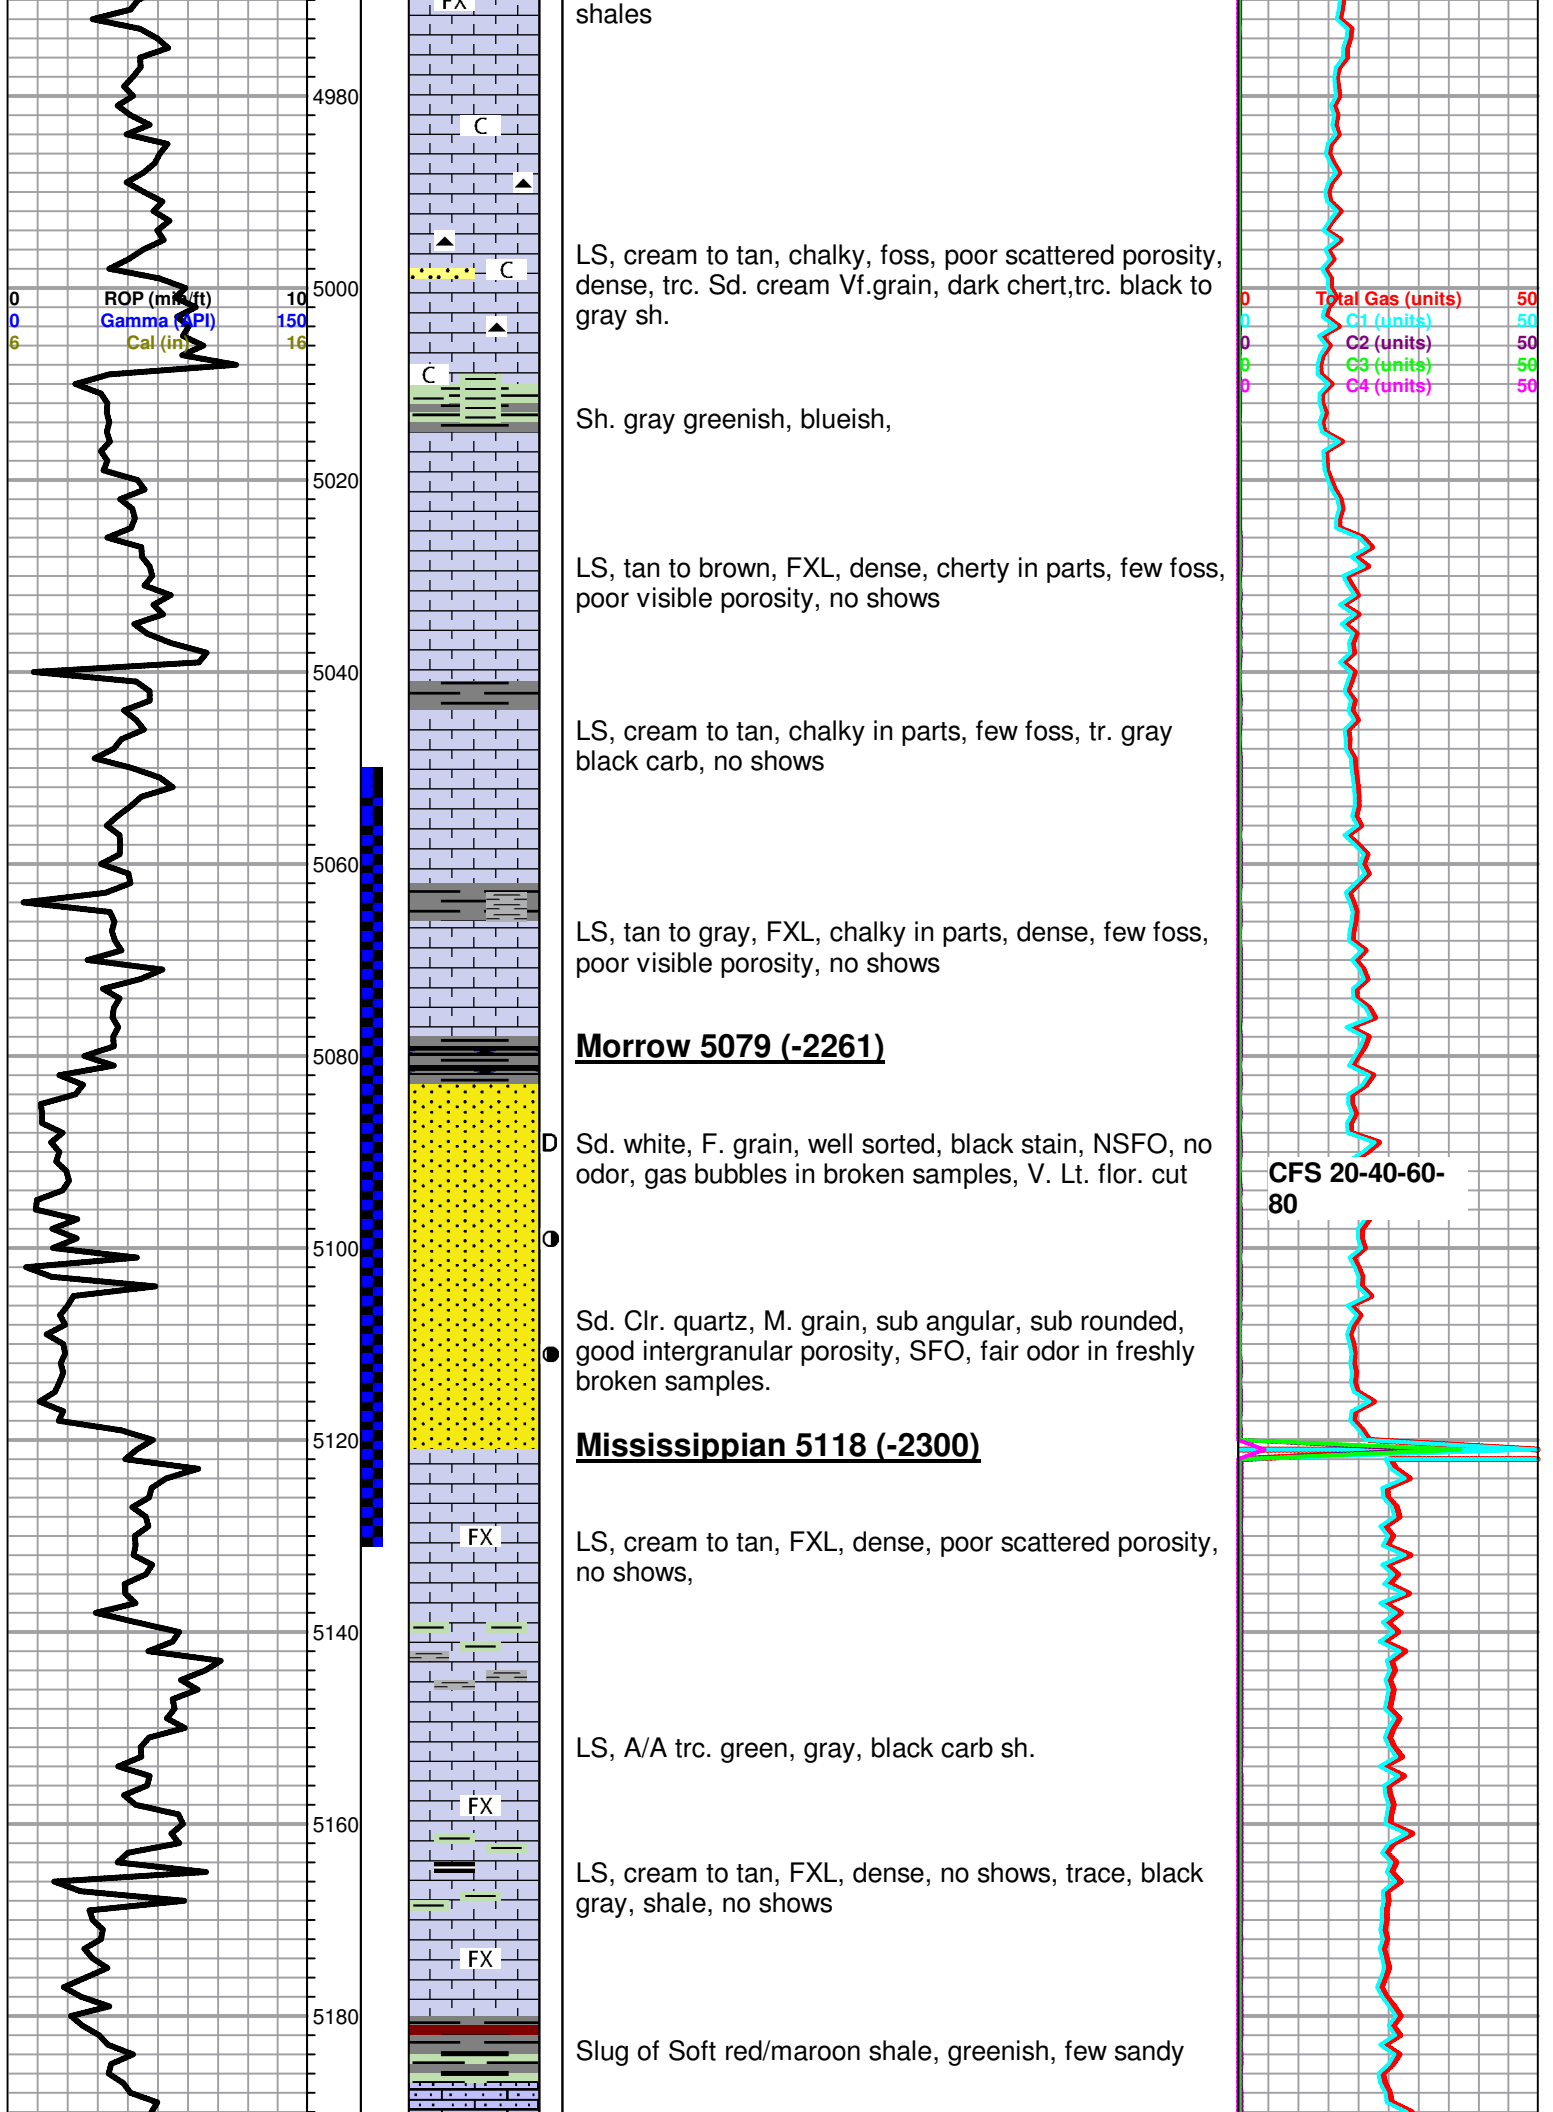 FX
shales
4980
C
LS, cream to tan, chalky, foss, poor scattered porosity,
dense, trc. Sd. cream Vf.grain, dark chert,trc. black to
gray sh.
C
5000
0 ROP (min/ft) 10
0 Gamma (API) 150
6 Cal (in) 16
0 Total Gas (units) 50
0 C1 (units) 50
0 C2 (units) 50
0 C3 (units) 50
0 C4 (units) 50
C
Sh. gray greenish, blueish,
5020
LS, tan to brown, FXL, dense, cherty in parts, few foss,
poor visible porosity, no shows
5040
LS, cream to tan, chalky in parts, few foss, tr. gray
black carb, no shows
5060
LS, tan to gray, FXL, chalky in parts, dense, few foss,
poor visible porosity, no shows
Morrow 5079 (-2261)
5080
D
Sd. white, F. grain, well sorted, black stain, NSFO, no
odor, gas bubbles in broken samples, V. Lt. flor. cut
CFS 20-40-60-
80
5100
Sd. Clr. quartz, M. grain, sub angular, sub rounded,
good intergranular porosity, SFO, fair odor in freshly
broken samples.
5120
Mississippian 5118 (-2300)
FX
LS, cream to tan, FXL, dense, poor scattered porosity,
no shows,
5140
LS, A/A trc. green, gray, black carb sh.
FX
5160
LS, cream to tan, FXL, dense, no shows, trace, black
gray, shale, no shows
FX
5180
Slug of Soft red/maroon shale, greenish, few sandy